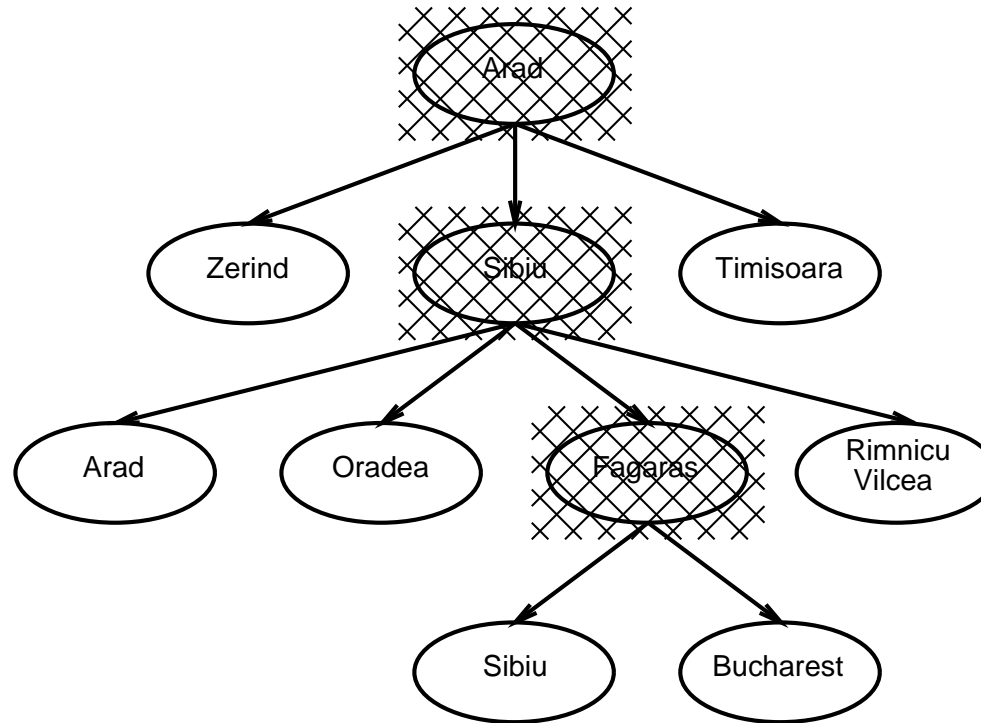 Arad
Zerind
Sibiu
Timisoara
Arad
Oradea
Fagaras
Rimnicu
Vilcea
Sibiu
Bucharest